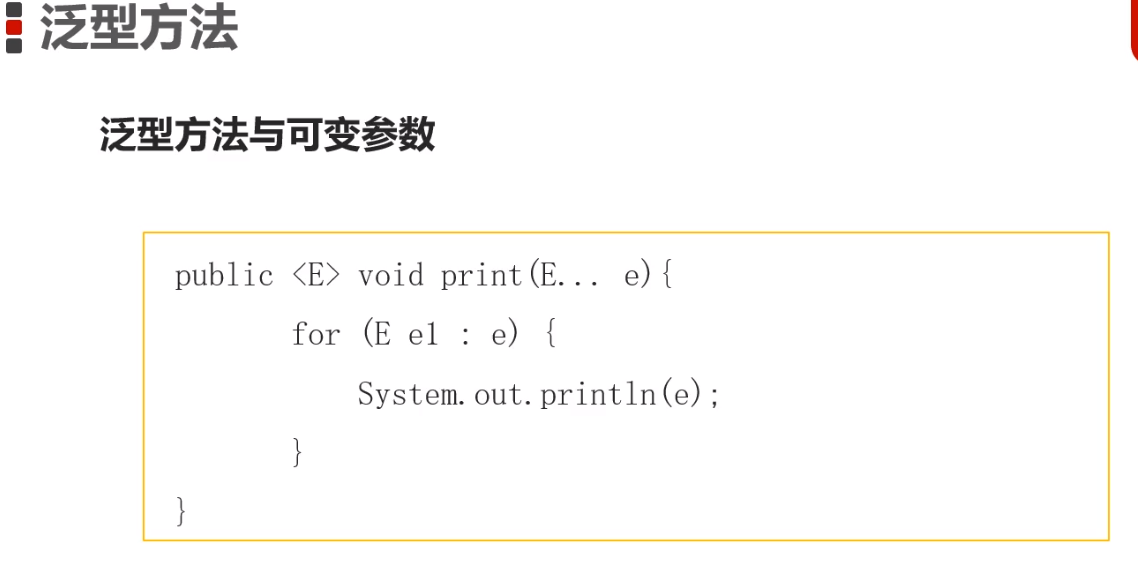 泛型方法
泛型方法与可变参数
public <E> void print(E... e){
for (E e1 : e) {
System.out.println(e);
}
}